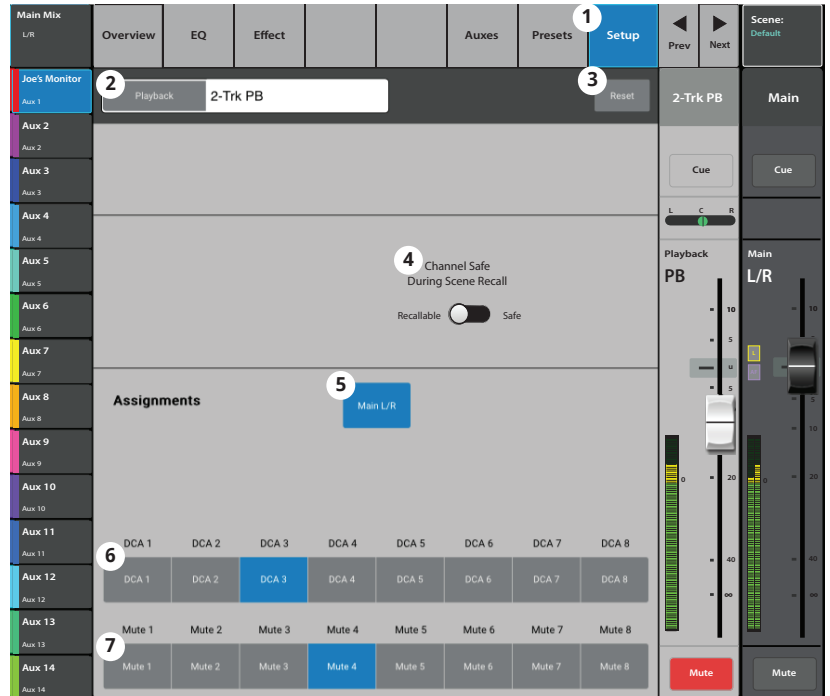 Main Mix
L/R
Overview
EQ
Effect
Auxes
Presets
1
Setup
Prev
Next
Scene:
Default
Joe's Monitor
Aux 1
Aux 2
Aux 2
Aux 3
Aux 3
Aux 4
Aux 4
Aux 5
Aux 5
Aux 6
Aux 6
Aux 7
Aux 7
Aux 8
Aux 8
Aux 9
Aux 9
Aux 10
Aux 10
Aux 11
Aux 11
Aux 12
Aux 12
Aux 13
Aux 13
Aux 14
Aux 14
2
Playback
2-Trk PB
3
Reset
4
Channel Safe
During Scene Recall
Recallable
Safe
Assignments
5
Main L/R
6
DCA 1 DCA 2 DCA 3 DCA 4 DCA 5 DCA 6 DCA 7 DCA 8
DCA 1 DCA 2 DCA 3 DCA 4 DCA 5 DCA 6 DCA 7 DCA 8
7
Mute 1 Mute 2 Mute 3 Mute 4 Mute 5 Mute 6 Mute 7 Mute 8
Mute 1 Mute 2 Mute 3 Mute 4 Mute 5 Mute 6 Mute 7 Mute 8
2-Trk PB
Cue
L C R
Playback
PB
10
5
U
5
20
40
∞
0
Mute
Main
Cue
Main
L/R
10
L
5
10
20
40
∞
0
Mute